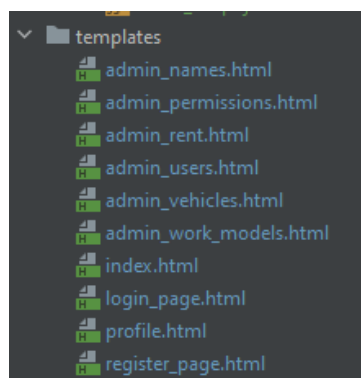 templates
admin_names.html
admin_permissions.html
admin_rent.html
admin_users.html
admin_vehicles.html
admin_work_models.html
index.html
login_page.html
profile.html
register_page.html